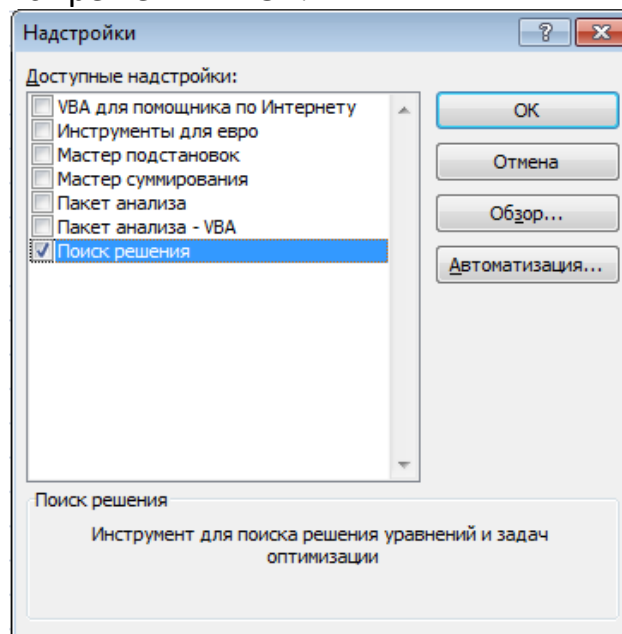 Надстройки
Доступные надстройки:
VBA для помощника по Интернету
Инструменты для евро
Мастер подстановок
Мастер суммирования
Пакет анализа
Пакет анализа - VBA
Поиск решения
ОК
Отмена
Обзор...
Автоматизация...
Поиск решения
Инструмент для поиска решения уравнений и задач
оптимизации